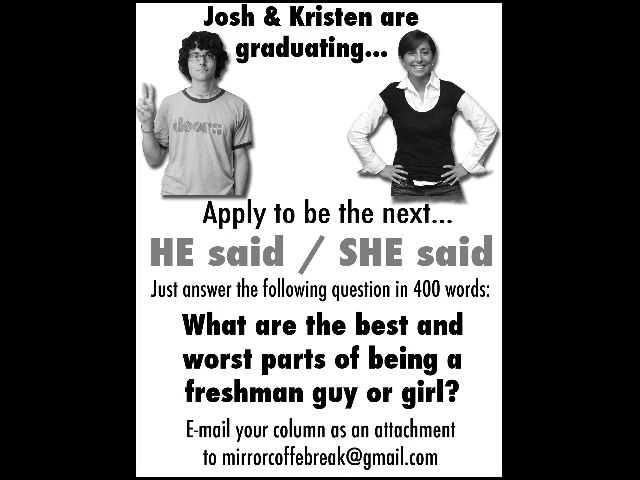 Josh & Kristen are
graduating...
doors
Apply to be the next...
HE said / SHE said
Just answer the following question in 400 words:
What are the best and
worst parts of being a
freshman guy or girl?
E-mail your column as an attachment
to mirrorcoffebreak@gmail.com